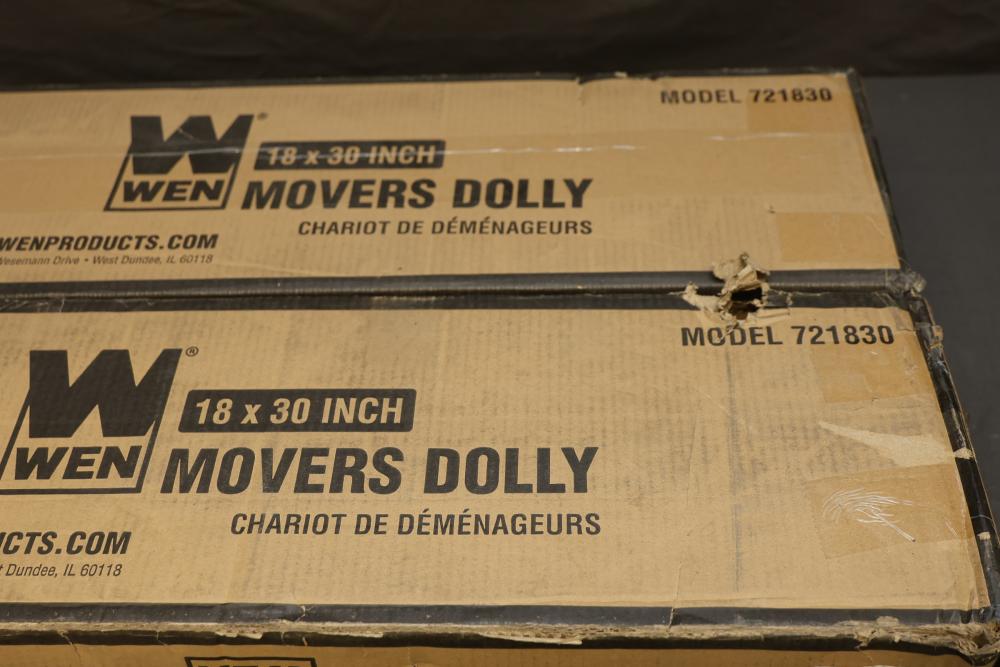 MODEL 721830
W®
WEN
18 x 30 INCH
MOVERS DOLLY
CHARIOT DE DÉMÉNAGEURS
WENPRODUCTS.COM
Wesemann Drive • West Dundee, IL 60118
MODEL 721830
W®
WEN
18 x 30 INCH
MOVERS DOLLY
CHARIOT DE DÉMÉNAGEURS
CTS.COM
Dundee, IL 60118